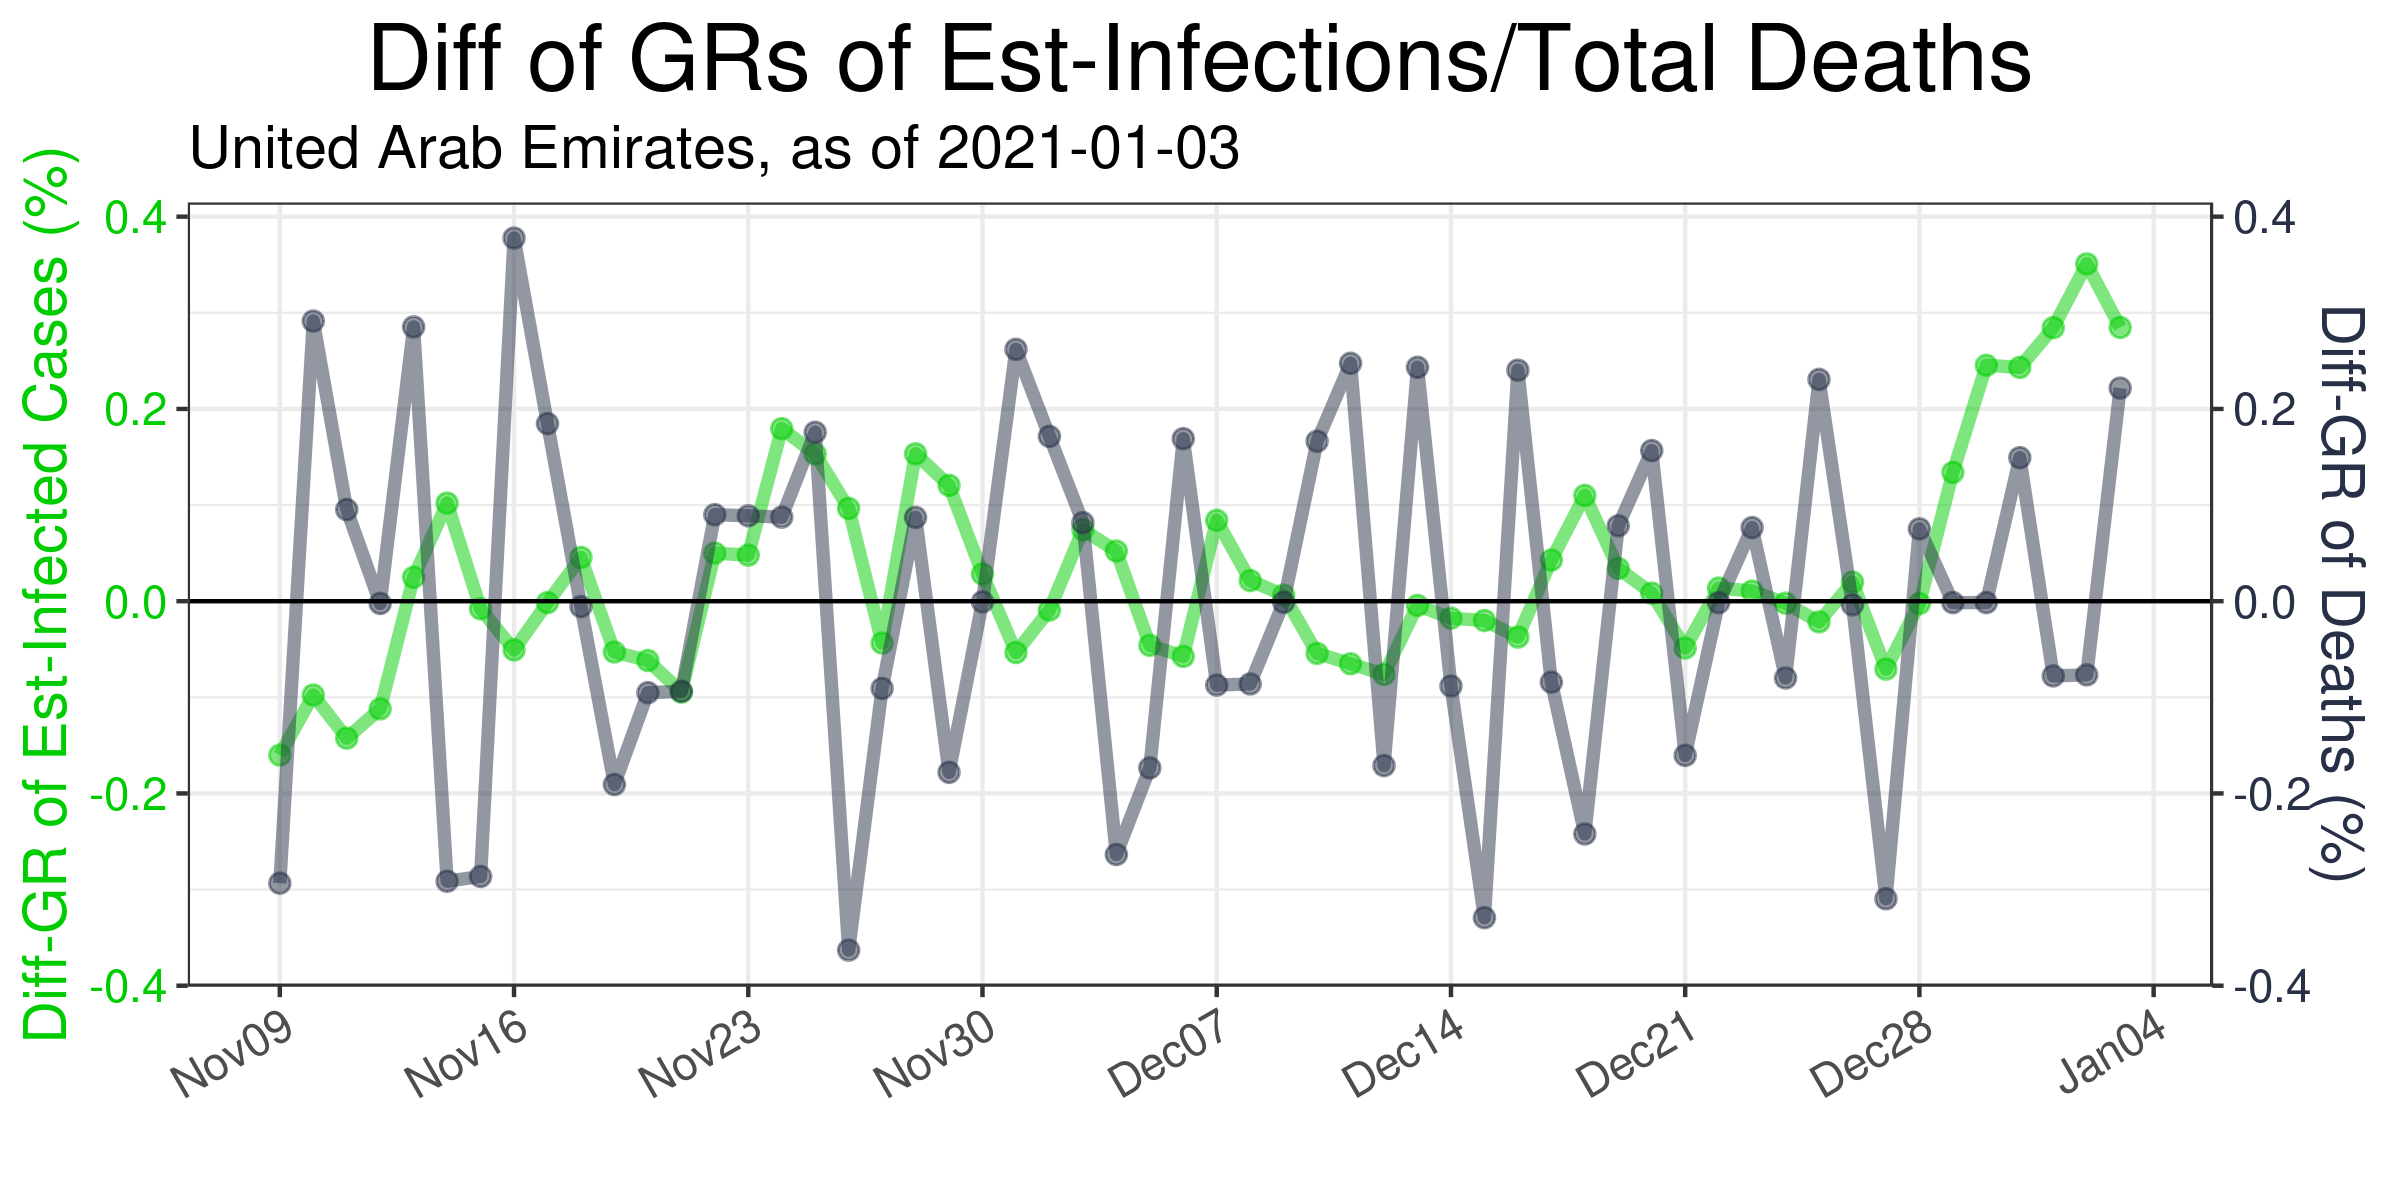 Diff of GRs of Est-Infections/Total Deaths
United Arab Emirates, as of 2021-01-03
Diff-GR of Est-Infected Cases (%)
0.4
0.2
0.0
-0.2
-0.4
0.4
0.2
0.0
-0.2
-0.4
Diff-GR of Deaths (%)
Nov09 Nov16 Nov23 Nov30 Dec07 Dec14 Dec21 Dec28 Jan04